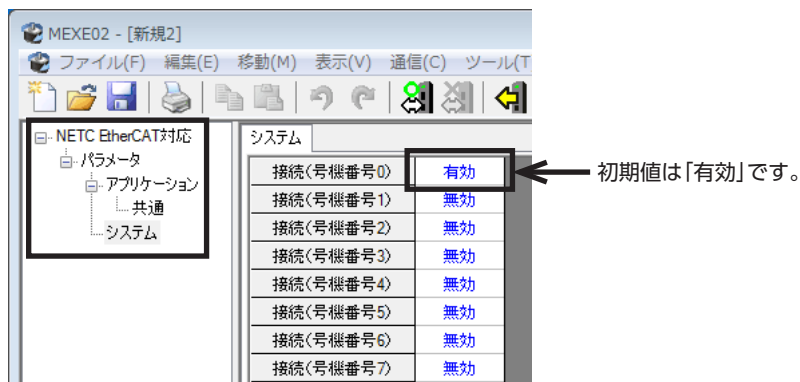 MEXE02 - [新規2]
ファイル(F) 編集(E) 移動(M) 表示(V) 通信(C) ツール(T
NETC EtherCAT対応
パラメータ
アプリケーション
共通
システム
システム
接続(号機番号0) 有効
接続(号機番号1) 無効
接続(号機番号2) 無効
接続(号機番号3) 無効
接続(号機番号4) 無効
接続(号機番号5) 無効
接続(号機番号6) 無効
接続(号機番号7) 無効
初期値は「有効」です。